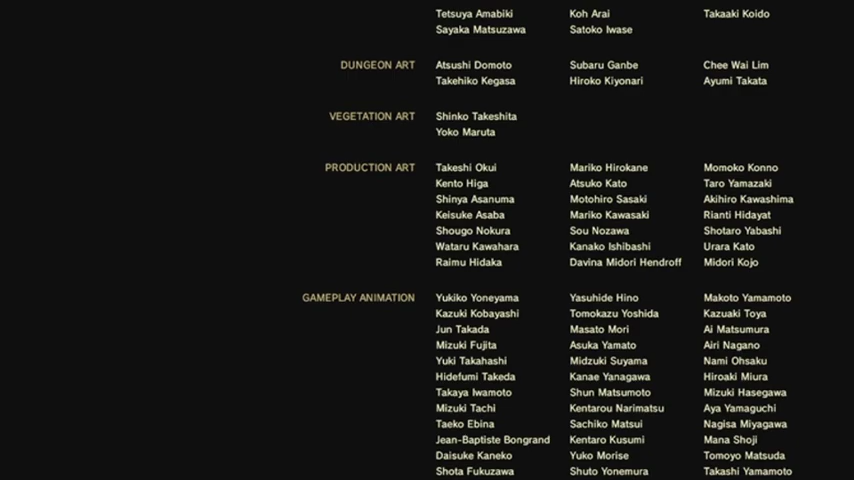 Tetsuya Amabiki Koh Arai Takaaki Koido
Sayaka Matsuzawa Satoko Iwase
DUNGEON ART Atsushi Domoto Subaru Ganbe Chee Wai Lim
Takehiko Kegasa Hiroko Kiyonari Ayumi Takata
VEGETATION ART Shinko Takeshita
Yoko Maruta
PRODUCTION ART Takeshi Okui Mariko Hirokane Momoko Konno
Kento Higa Atsuko Kato Taro Yamazaki
Shinya Asanuma Motohiro Sasaki Akihiro Kawashima
Keisuke Asaba Mariko Kawasaki Rianti Hidayat
Shougo Nokura Sou Nozawa Shotaro Yabashi
Wataru Kawahara Kanako Ishibashi Urara Kato
Raimu Hidaka Davina Midori Hendroff Midori Kojo
GAMEPLAY ANIMATION Yukiko Yoneyama Yasuhide Hino Makoto Yamamoto
Kazuki Kobayashi Tomokazu Yoshida Kazuaki Toya
Jun Takada Masato Mori Ai Matsumura
Mizuki Fujita Asuka Yamato Airi Nagano
Yuki Takahashi Midzuki Suyama Nami Ohsaku
Hidefumi Takeda Kanae Yanagawa Hiroaki Miura
Takaya Iwamoto Shun Matsumoto Mizuki Hasegawa
Mizuki Tachi Kentarou Narimatsu Aya Yamaguchi
Taeko Ebina Sachiko Matsui Nagisa Miyagawa
Jean-Baptiste Bongrand Kentaro Kusumi Mana Shoji
Daisuke Kaneko Yuko Morise Tomoyo Matsuda
Shota Fukuzawa Shuto Yonemura Takashi Yamamoto